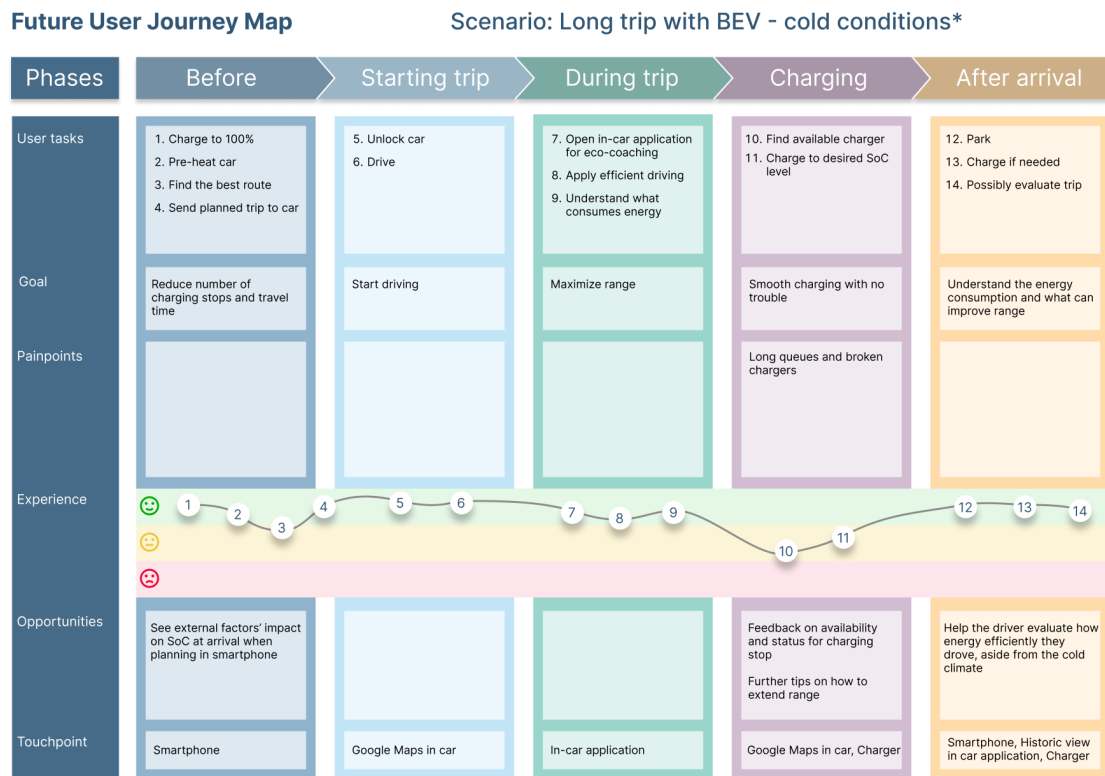 Future User Journey Map
Scenario: Long trip with BEV - cold conditions*
Phases
Before
Starting trip
During trip
Charging
After arrival
User tasks
1. Charge to 100%
2. Pre-heat car
3. Find the best route
4. Send planned trip to car
5. Unlock car
6. Drive
7. Open in-car application
for eco-coaching
8. Apply efficient driving
9. Understand what
consumes energy
10. Find available charger
11. Charge to desired SoC
level
12. Park
13. Charge if needed
14. Possibly evaluate trip
Goal
Reduce number of
charging stops and travel
time
Start driving
Maximize range
Smooth charging with no
trouble
Understand the energy
consumption and what can
improve range
Painpoints
Long queues and broken
chargers
Experience
1
2
3
4
5
6
7
8
9
10
11
12
13
14
Opportunities
See external factors' impact
on SoC at arrival when
planning in smartphone
Feedback on availability
and status for charging
stop
Further tips on how to
extend range
Help the driver evaluate how
energy efficiently they
drove, aside from the cold
climate
Touchpoint
Smartphone
Google Maps in car
In-car application
Google Maps in car, Charger
Smartphone, Historic view
in car application, Charger